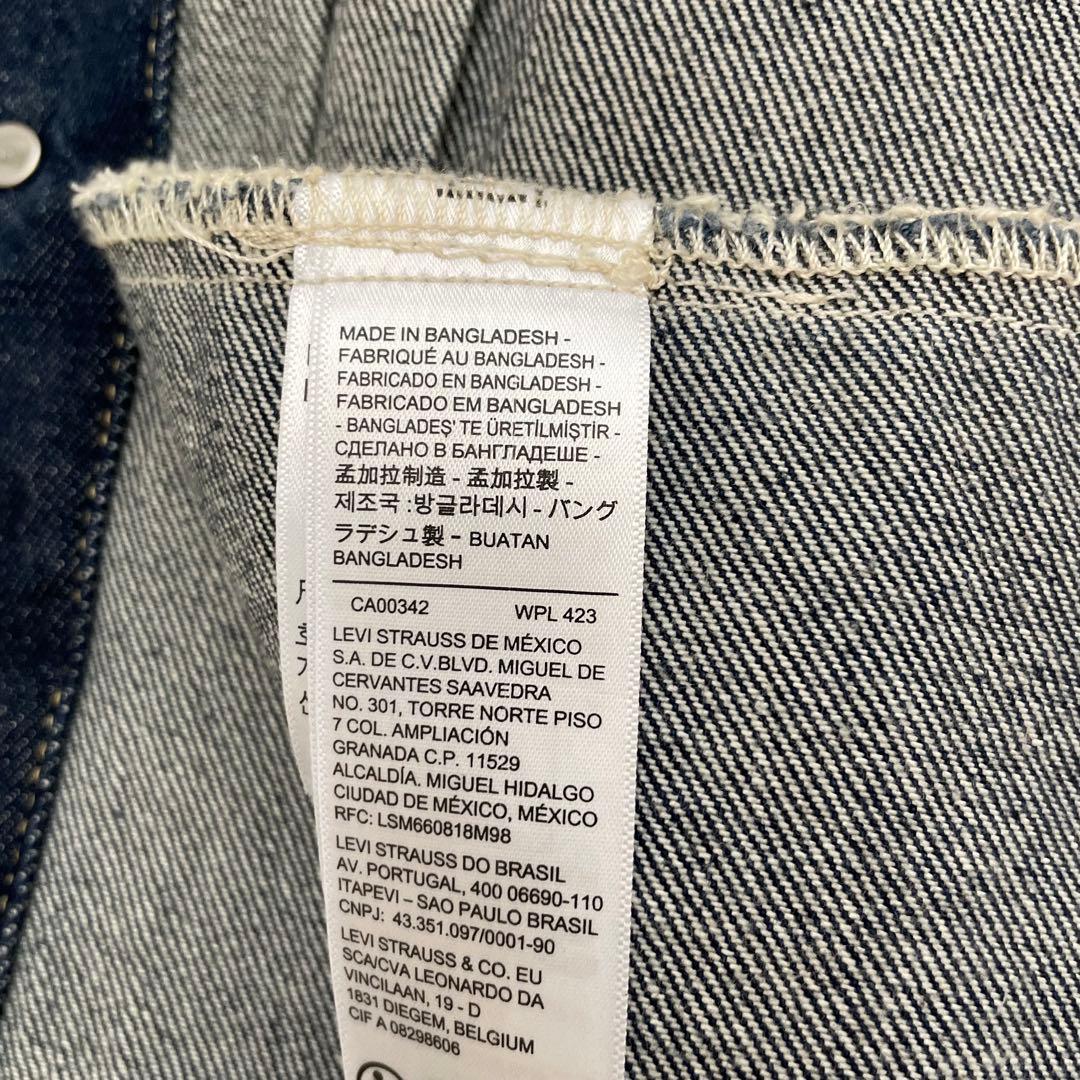 MADE IN BANGLADESH -
FABRIQUÉ AU BANGLADESH -
FABRICADO EN BANGLADESH -
FABRICADO EM BANGLADESH
- BANGLADEŞ' TE ÜRETİLMİŞTİR -
СДЕЛАНО В БАНГЛАДЕШЕ -
孟加拉制造 - 孟加拉製 -
제조국 :방글라데시 - バング
ラデシュ製 - BUATAN
BANGLADESH
CA00342 WPL 423
LEVI STRAUSS DE MÉXICO
S.A. DE C.V.BLVD. MIGUEL DE
CERVANTES SAAVEDRA
NO. 301, TORRE NORTE PISO
7 COL. AMPLIACIÓN
GRANADA C.P. 11529
ALCALDÍA. MIGUEL HIDALGO
CIUDAD DE MÉXICO, MÉXICO
RFC: LSM660818M98
LEVI STRAUSS DO BRASIL
AV. PORTUGAL, 400 06690-110
ITAPEVI – SAO PAULO BRASIL
CNPJ: 43.351.097/0001-90
LEVI STRAUSS & CO. EU
SCA/CVA LEONARDO DA
VINCILAAN, 19 - D
1831 DIEGEM, BELGIUM
CIF A 08298606